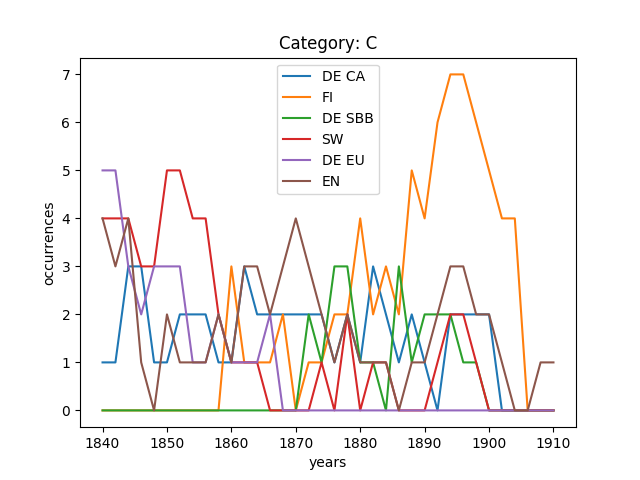 Category: C
DE CA
FI
DE SBB
SW
DE EU
EN
occurrences
7
6
5
4
3
2
1
0
1840 1850 1860 1870 1880 1890 1900 1910
years